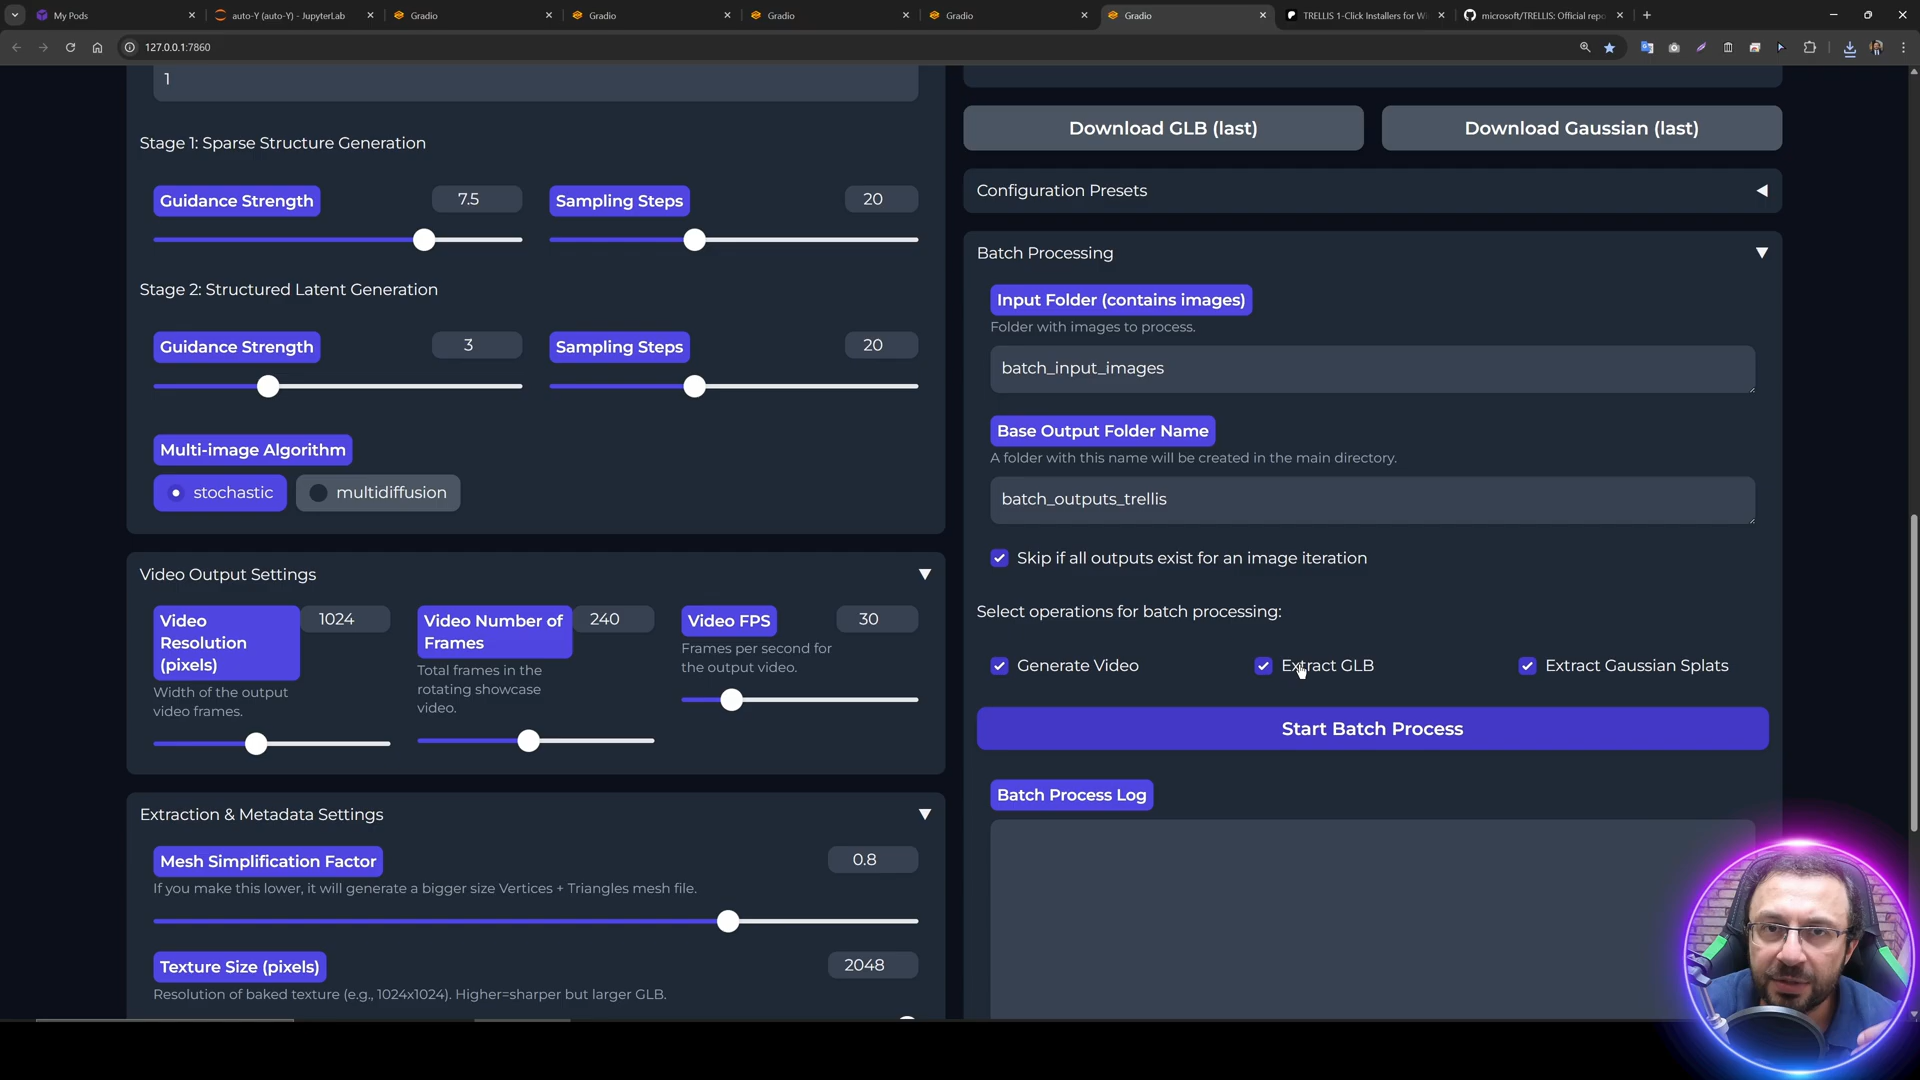 My Pods
auto-Y (auto-Y) - JupyterLab
Gradio
Gradio
Gradio
Gradio
Gradio
TRELLIS 1-Click Installers for Wi
microsoft/TRELLIS: Official repo
127.0.0.1:7860
1
Stage 1: Sparse Structure Generation
Guidance Strength
7.5
Sampling Steps
20
Stage 2: Structured Latent Generation
Guidance Strength
3
Sampling Steps
20
Multi-image Algorithm
stochastic
multidiffusion
Video Output Settings
Video
Resolution
(pixels)
1024
Width of the output
video frames.
Video Number of
Frames
240
Total frames in the
rotating showcase
video.
Video FPS
30
Frames per second for
the output video.
Extraction & Metadata Settings
Mesh Simplification Factor
0.8
If you make this lower, it will generate a bigger size Vertices + Triangles mesh file.
Texture Size (pixels)
2048
Resolution of baked texture (e.g., 1024x1024). Higher=sharper but larger GLB.
Download GLB (last)
Download Gaussian (last)
Configuration Presets
Batch Processing
Input Folder (contains images)
Folder with images to process.
batch_input_images
Base Output Folder Name
A folder with this name will be created in the main directory.
batch_outputs_trellis
Skip if all outputs exist for an image iteration
Select operations for batch processing:
Generate Video
Extract GLB
Extract Gaussian Splats
Start Batch Process
Batch Process Log